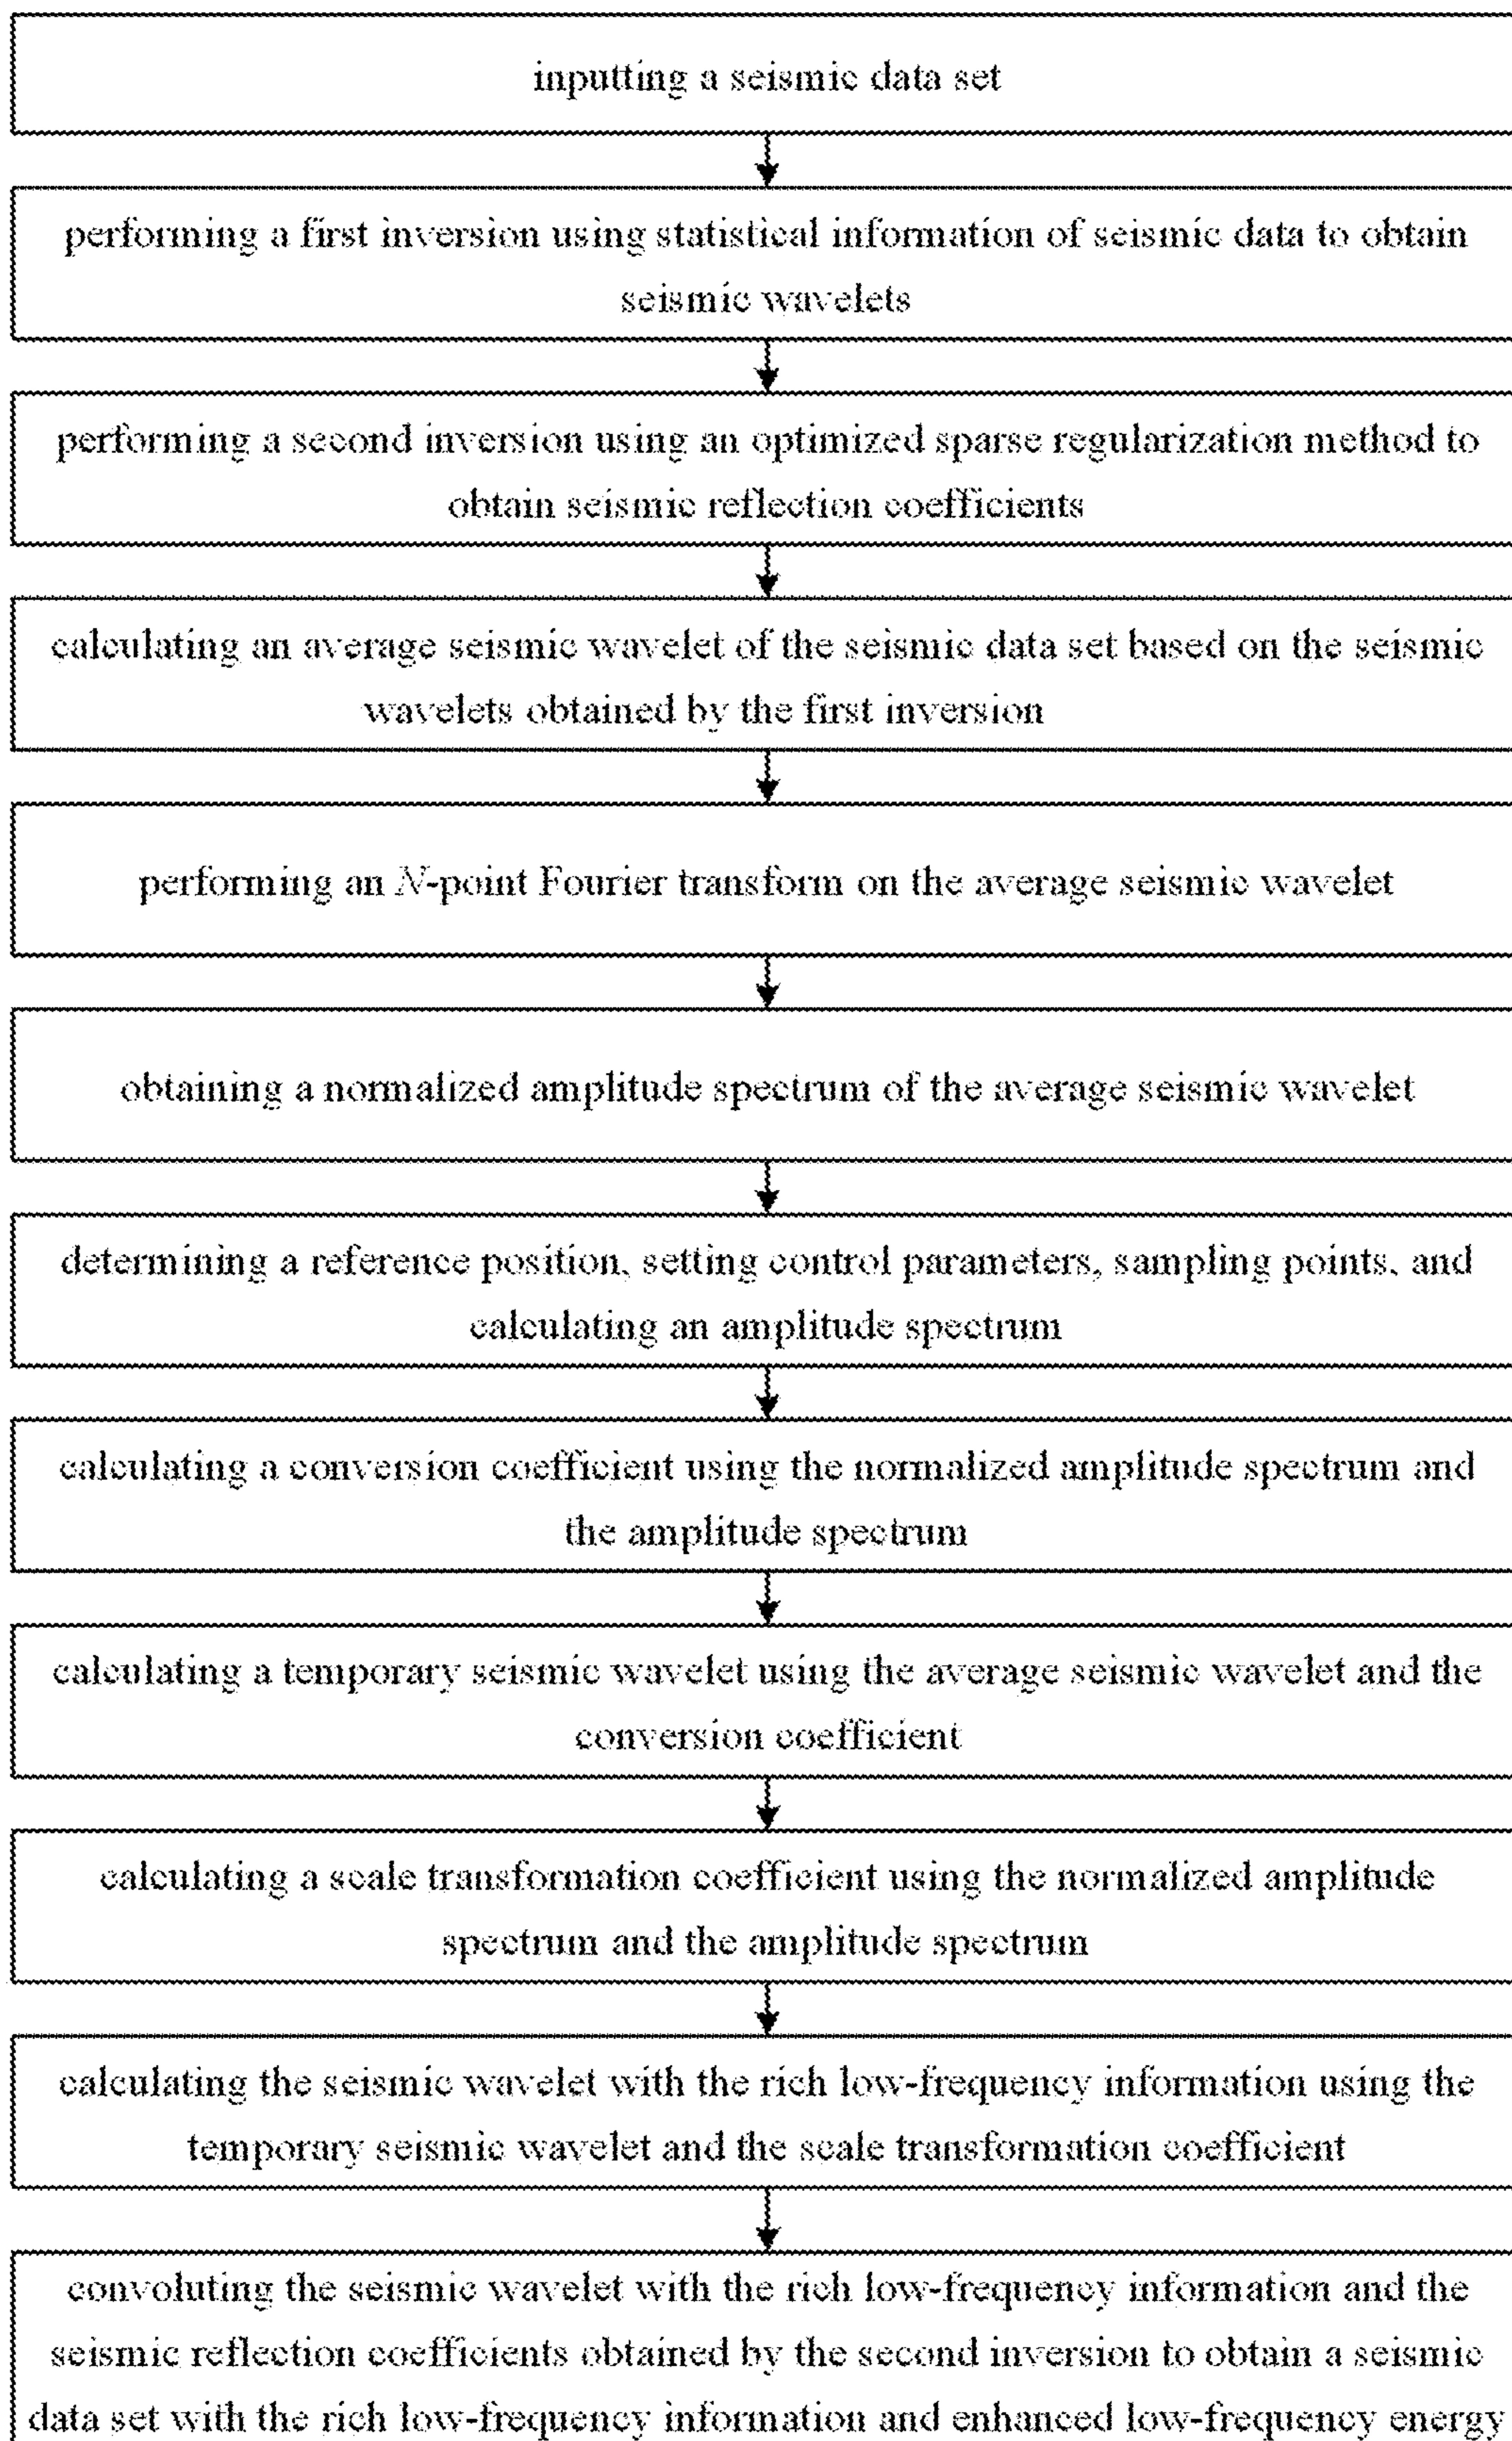 inputting a seismic data set
performing a first inversion using statistical information of seismic data to obtain
seismic wavelets
performing a second inversion using an optimized sparse regularization method to
obtain seismic reflection coefficients
calculating an average seismic wavelet of the seismic data set based on the seismic
wavelets obtained by the first inversion
performing an N-point Fourier transform on the average seismic wavelet
obtaining a normalized amplitude spectrum of the average seismic wavelet
determining a reference position, setting control parameters, sampling points, and
calculating an amplitude spectrum
calculating a conversion coefficient using the normalized amplitude spectrum and
the amplitude spectrum
calculating a temporary seismic wavelet using the average seismic wavelet and the
conversion coefficient
calculating a scale transformation coefficient using the normalized amplitude
spectrum and the amplitude spectrum
calculating the seismic wavelet with the rich low-frequency information using the
temporary seismic wavelet and the scale transformation coefficient
convoluting the seismic wavelet with the rich low-frequency information and the
seismic reflection coefficients obtained by the second inversion to obtain a seismic
data set with the rich low-frequency information and enhanced low-frequency energy